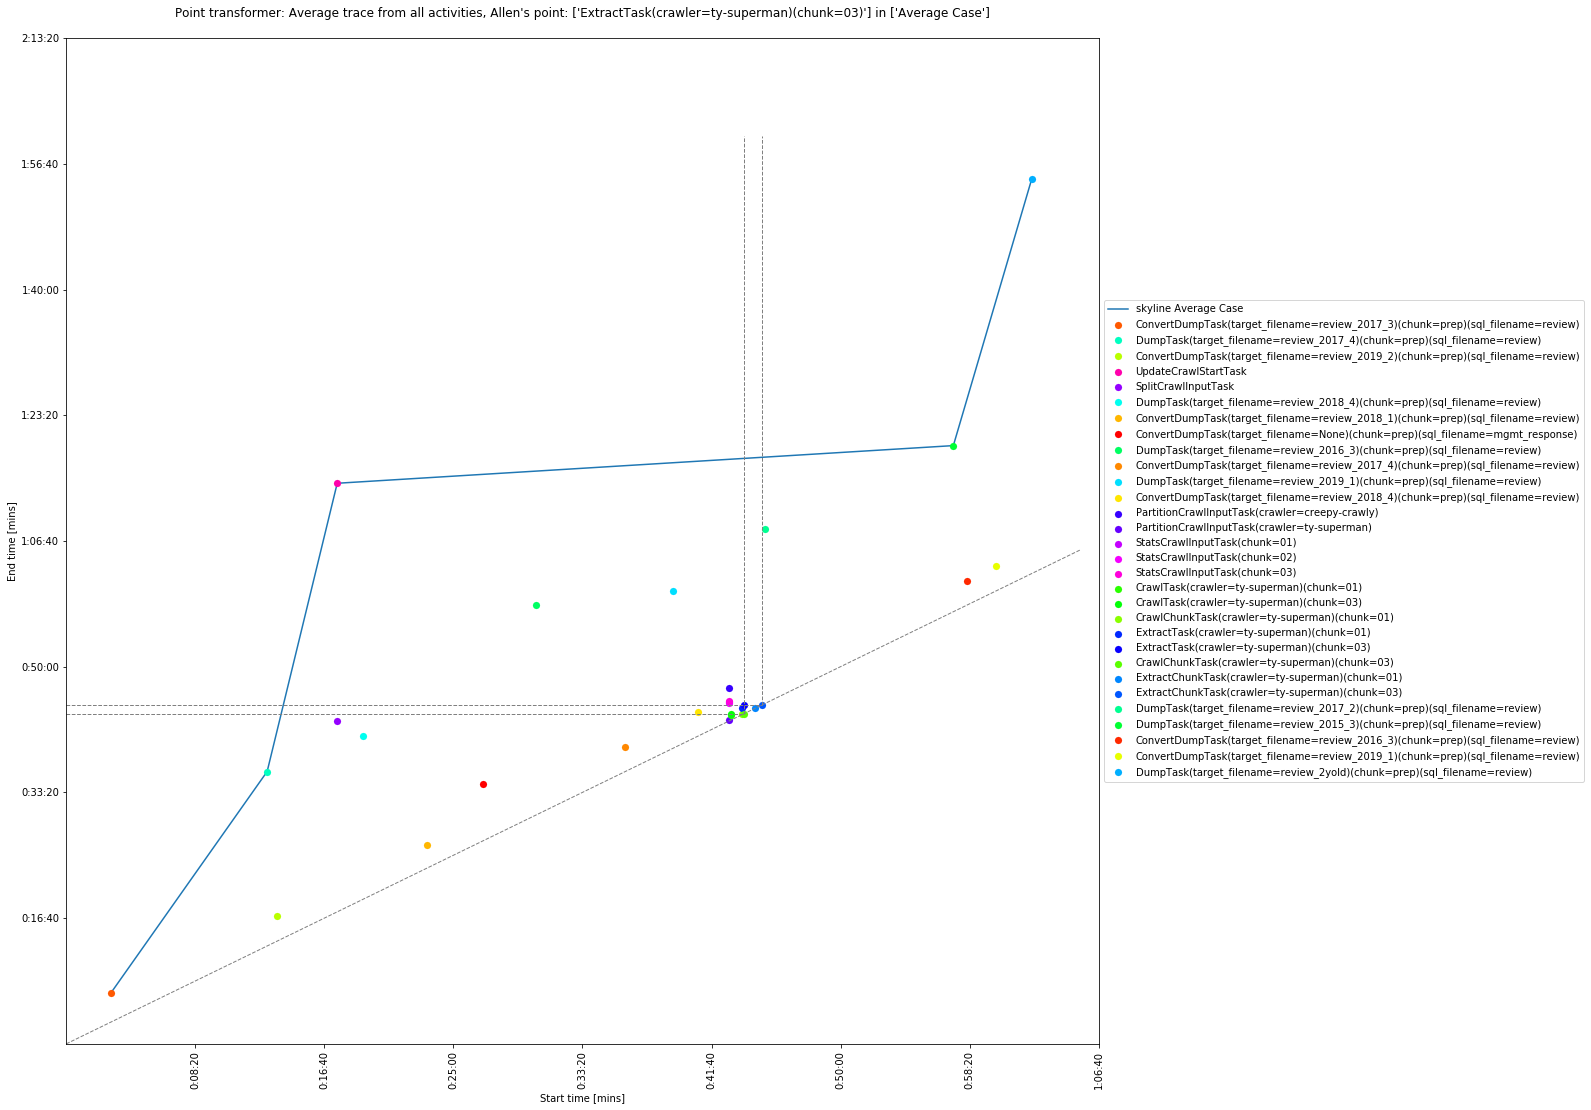 Point transformer: Average trace from all activities, Allen's point: ['ExtractTask(crawler=ty-superman)(chunk=03)'] in ['Average Case']
2:13:20
1:56:40
1:40:00
1:23:20
1:06:40
0:50:00
0:33:20
0:16:40
End time [mins]
0:08:20
0:16:40
0:25:00
0:33:20
0:41:40
0:50:00
0:58:20
1:06:40
Start time [mins]
skyline Average Case
ConvertDumpTask(target_filename=review_2017_3)(chunk=prep)(sql_filename=review)
DumpTask(target_filename=review_2017_4)(chunk=prep)(sql_filename=review)
ConvertDumpTask(target_filename=review_2019_2)(chunk=prep)(sql_filename=review)
UpdateCrawlStartTask
SplitCrawlInputTask
DumpTask(target_filename=review_2018_4)(chunk=prep)(sql_filename=review)
ConvertDumpTask(target_filename=review_2018_1)(chunk=prep)(sql_filename=review)
ConvertDumpTask(target_filename=None)(chunk=prep)(sql_filename=mgmt_response)
DumpTask(target_filename=review_2016_3)(chunk=prep)(sql_filename=review)
ConvertDumpTask(target_filename=review_2017_4)(chunk=prep)(sql_filename=review)
DumpTask(target_filename=review_2019_1)(chunk=prep)(sql_filename=review)
ConvertDumpTask(target_filename=review_2018_4)(chunk=prep)(sql_filename=review)
PartitionCrawlInputTask(crawler=creepy-crawly)
PartitionCrawlInputTask(crawler=ty-superman)
StatsCrawlInputTask(chunk=01)
StatsCrawlInputTask(chunk=02)
StatsCrawlInputTask(chunk=03)
CrawlTask(crawler=ty-superman)(chunk=01)
CrawlTask(crawler=ty-superman)(chunk=03)
CrawlChunkTask(crawler=ty-superman)(chunk=01)
ExtractTask(crawler=ty-superman)(chunk=01)
ExtractTask(crawler=ty-superman)(chunk=03)
CrawlChunkTask(crawler=ty-superman)(chunk=03)
ExtractChunkTask(crawler=ty-superman)(chunk=01)
ExtractChunkTask(crawler=ty-superman)(chunk=03)
DumpTask(target_filename=review_2017_2)(chunk=prep)(sql_filename=review)
DumpTask(target_filename=review_2015_3)(chunk=prep)(sql_filename=review)
ConvertDumpTask(target_filename=review_2016_3)(chunk=prep)(sql_filename=review)
ConvertDumpTask(target_filename=review_2019_1)(chunk=prep)(sql_filename=review)
DumpTask(target_filename=review_2yold)(chunk=prep)(sql_filename=review)